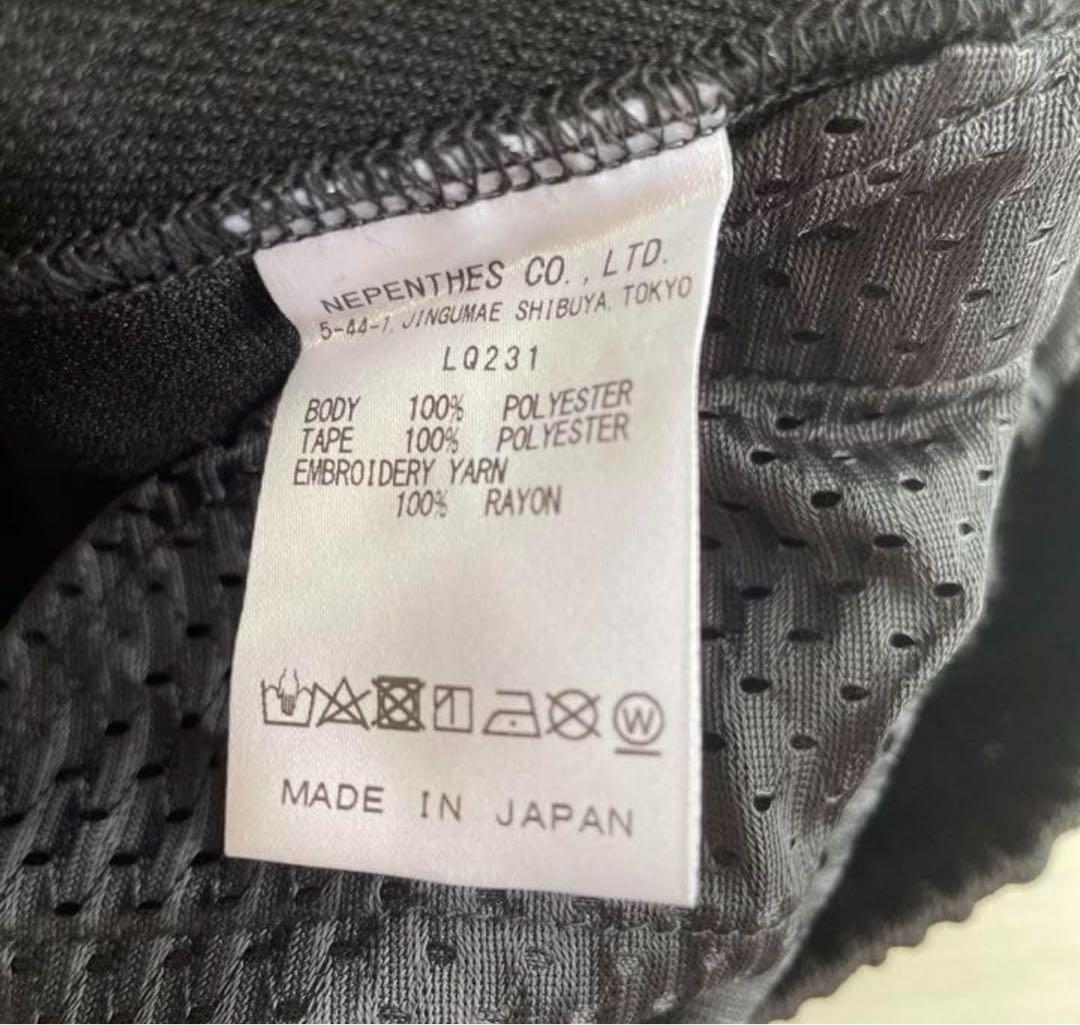 NEPENTHES CO., LTD.
5-44-7, JINGUMAE SHIBUYA, TOKYO
LQ231
BODY 100% POLYESTER
TAPE 100% POLYESTER
EMBROIDERY YARN
100% RAYON
W
MADE IN JAPAN